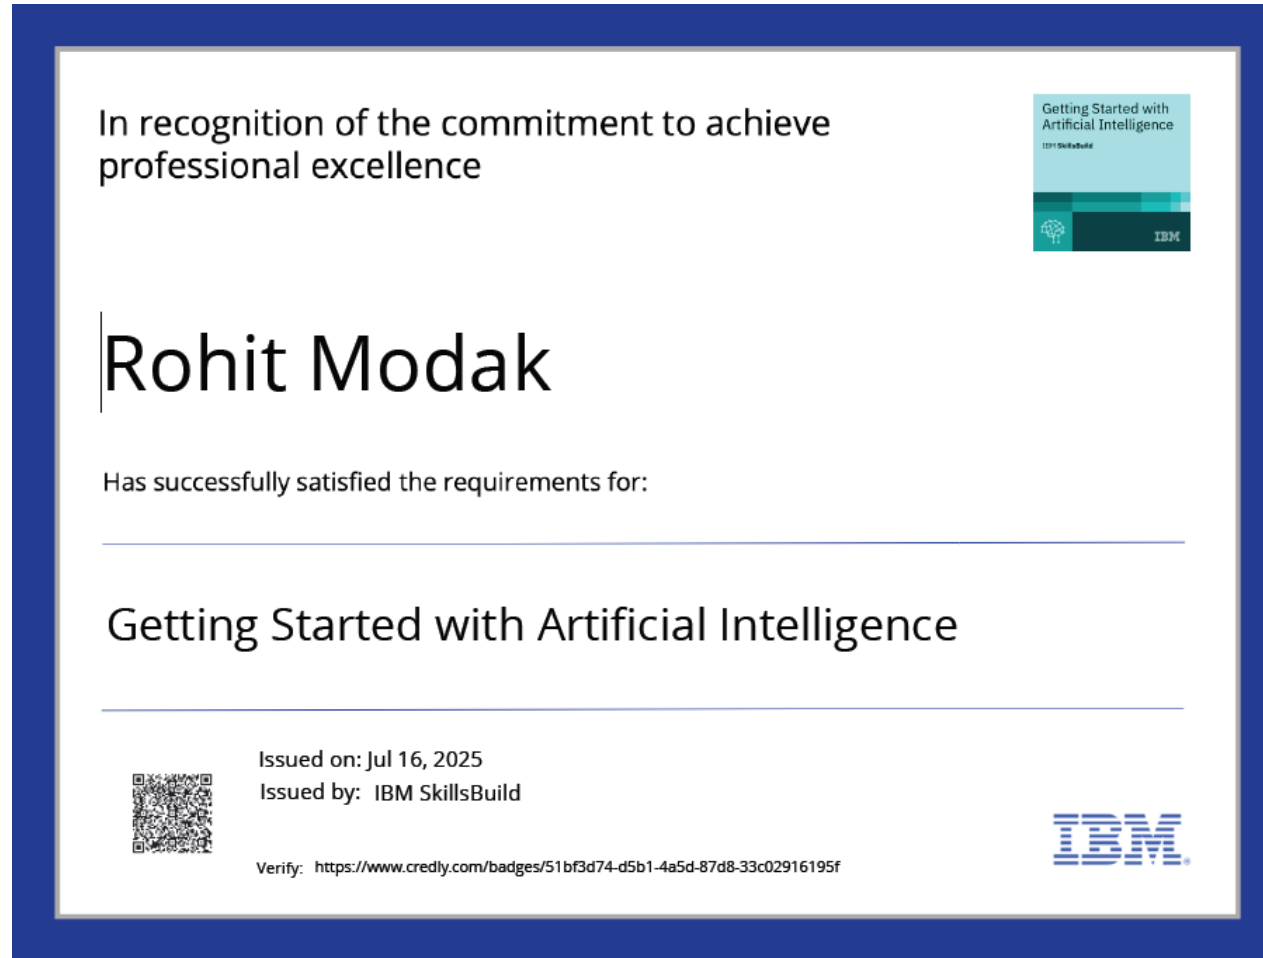 In recognition of the commitment to achieve
professional excellence
Getting Started with
Artificial Intelligence
IBM SkillsBuild
IBM
Rohit Modak
Has successfully satisfied the requirements for:
Getting Started with Artificial Intelligence
Issued on: Jul 16, 2025
Issued by: IBM SkillsBuild
Verify: https://www.credly.com/badges/51bf3d74-d5b1-4a5d-87d8-33c02916195f
IBM®